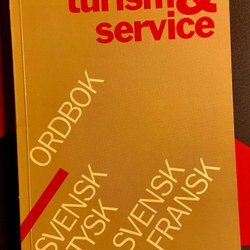 turism &
service
ORDBOK
SVENSK
TYSK
SVENSK
FRANSK